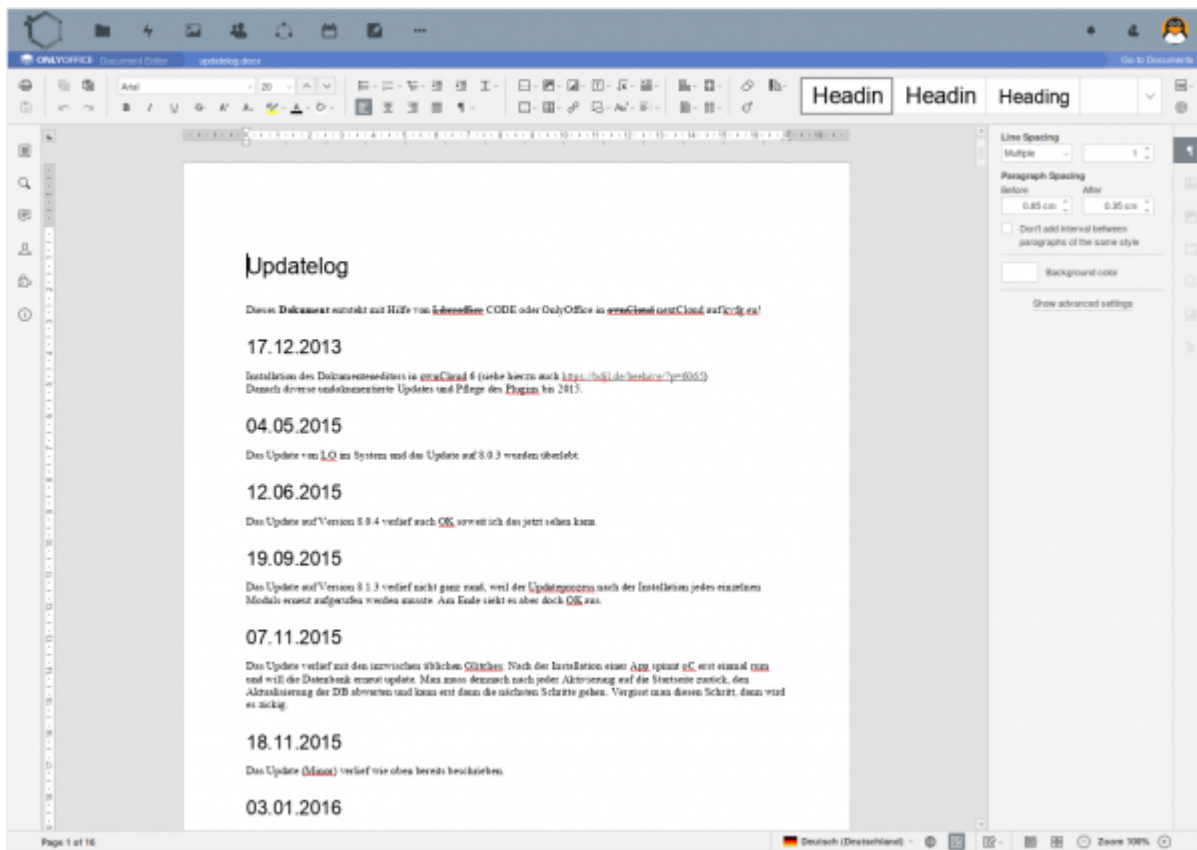 ONLYOFFICE Document Editor updatelog.docx Go to Documents
Arial 20
Headin Headin Heading
Line Spacing
Multiple 1
Paragraph Spacing
Before After
0.85 cm 0.35 cm
Don't add interval between
paragraphs of the same style
Background color
Show advanced settings
Updatelog
Dieses Dokument entsteht mit Hilfe von Libreoffice CODE oder OnlyOffice in ownCloud nextCloud auf kvfg.eu!
17.12.2013
Installation des Dokumenteneditors in ownCloud 6 (siehe hierzu auch https://bdjl.de/beehive/?p=6065)
Danach diverse undokumentierte Updates und Pflege des Plugins bis 2015.
04.05.2015
Das Update von LO im System und das Update auf 8.0.3 wurden überlebt.
12.06.2015
Das Update auf Version 8.0.4 verlief auch OK soweit ich das jetzt sehen kann.
19.09.2015
Das Update auf Version 8.1.3 verlief nicht ganz rund, weil der Updateprozess nach der Installation jedes einzelnen
Moduls erneut aufgerufen werden musste. Am Ende sieht es aber doch OK aus.
07.11.2015
Das Update verlief mit den inzwischen üblichen Glitches: Nach der Installation einer App spinnt oC erst einmal rum
und will die Datenbank erneut update. Man muss demnach nach jeder Aktivierung auf die Startseite zurück, den
Aktualisierung der DB abwarten und kann erst dann die nächsten Schritte gehen. Vergisst man diesen Schritt, dann wird
es zickig.
18.11.2015
Das Update (Minor) verlief wie oben bereits beschrieben.
03.01.2016
Page 1 of 16 Deutsch (Deutschland) Zoom 100%